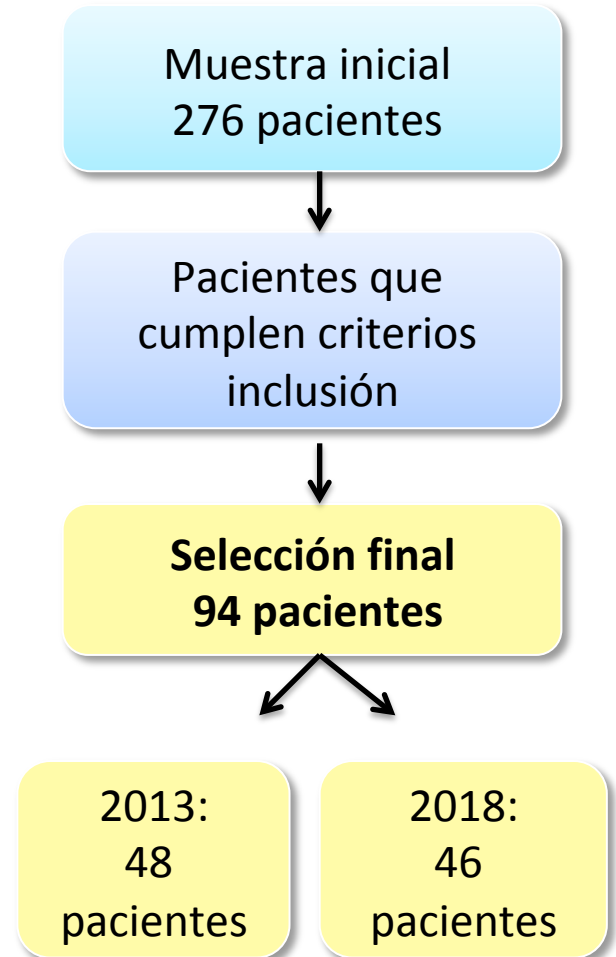 Muestra inicial
276 pacientes
Pacientes que
cumplen criterios
inclusión
Selección final
94 pacientes
2013:
48
pacientes
2018:
46
pacientes